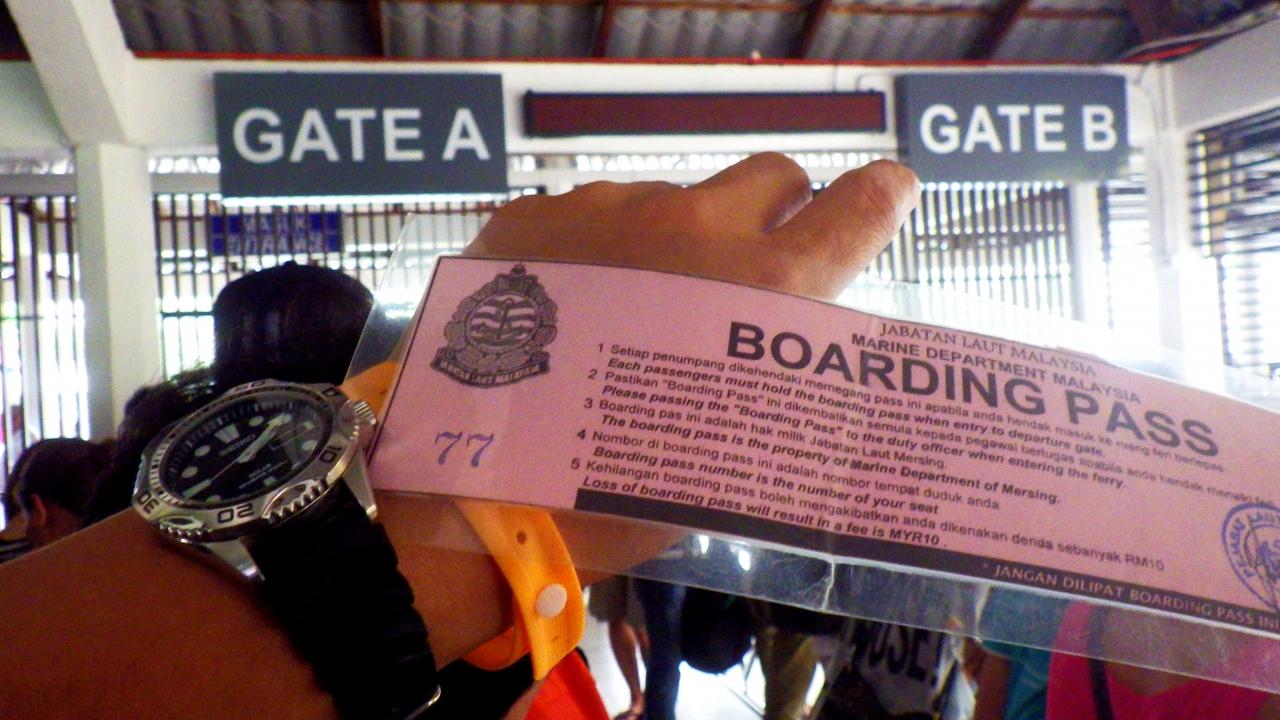 GATE A
GATE B
JABATAN LAUT MALAYSIA
MARINE DEPARTMENT MALAYSIA
BOARDING PASS
1 Setiap penumpang dikehendaki memegang pass ini apabila anda hendak masuk ke ruang feri berlepas
Each passengers must hold the boarding pass when entry to departure gate.
2 Pastikan "Boarding Pass" ini dikembalikan semula kepada pegawai bertugas apabila anda hendak menaiki feri
Please passing the "Boarding Pass" to the duty officer when entering the ferry.
3 Boarding pas ini adalah hak milik Jabatan Laut Mersing.
The boarding pass is the property of Marine Department of Mersing.
4 Nombor di boarding pass ini adalah nombor tempat duduk anda
Boarding pass number is the number of your seat
5 Kehilangan boarding pass boleh mengakibatkan anda dikenakan denda sebanyak RM10
Loss of boarding pass will result in a fee is MYR10.
* JANGAN DILIPAT BOARDING PASS INI
JABATAN LAUT MALAYSIA
77
SEIKO
50
10
20
30